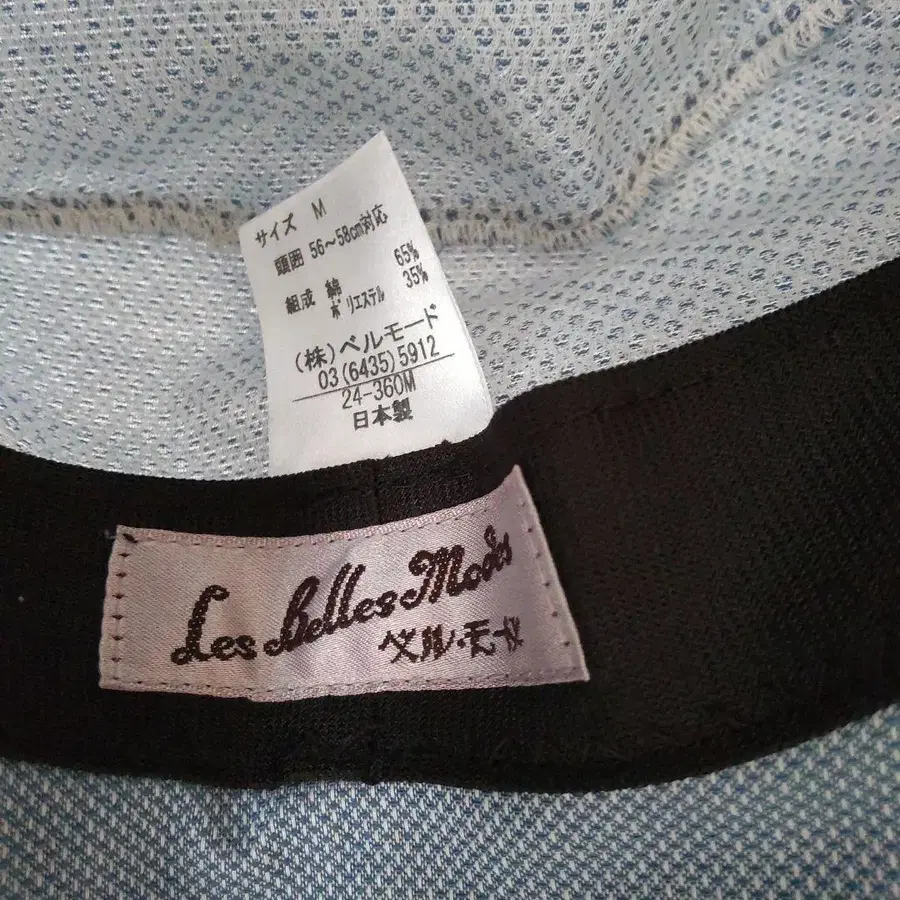 サイズ M
頭囲 56～58cm対応
組成 綿 65%
ポリエステル 35%
(株)ベルモード
03(6435)5912
24-360M
日本製
Les Belles Modes
ベル・モード